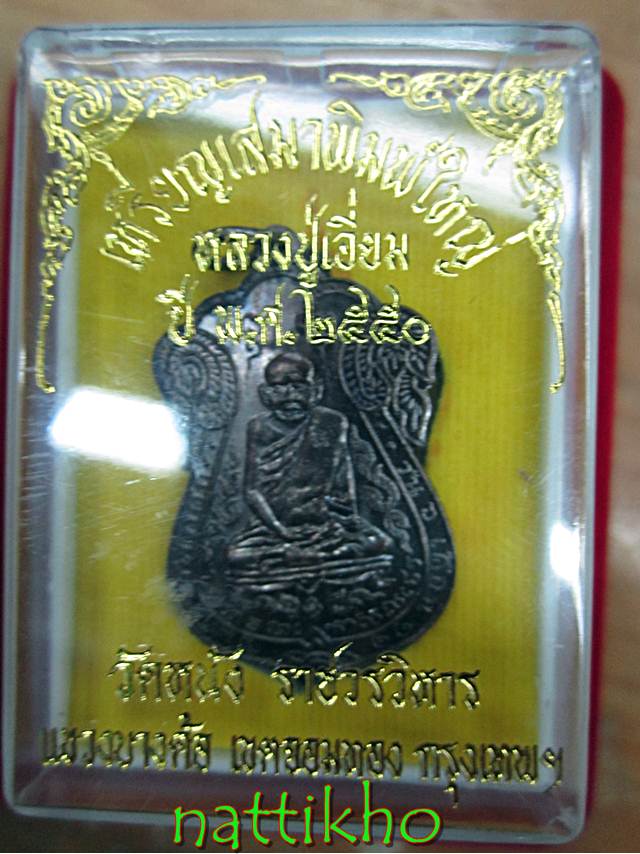 เหรียญเสมาพิมพ์ใหญ่
หลวงปู่เอี่ยม
ปี พ.ศ. ๒๕๕๐
วัดหนัง ราชวรวิหาร
แขวงบางค้อ เขตจอมทอง กรุงเทพฯ
nattikho